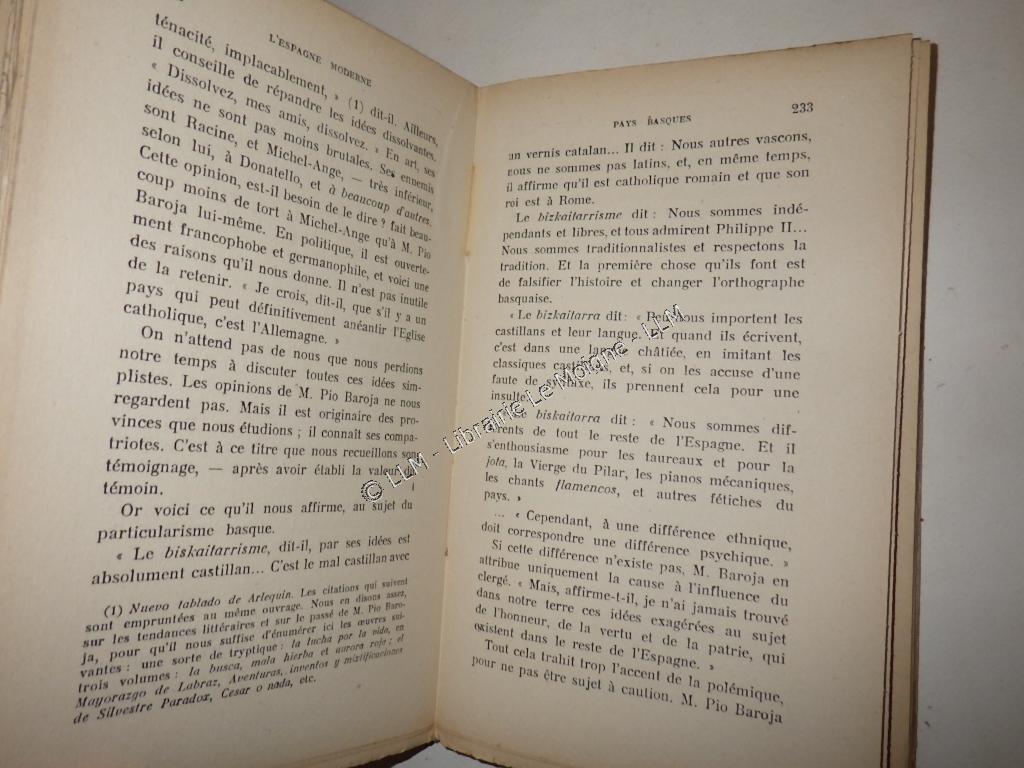 L'ESPAGNE MODERNE
ténacité, implacablement, » (1) dit-il. Ailleurs,
il conseille de répandre les idées dissolvantes.
« Dissolvez, mes amis, dissolvez. » En art, ses
idées ne sont pas moins brutales. Ses ennemis
sont Racine, et Michel-Ange, — très inférieur,
selon lui, à Donatello, et à beaucoup d'autres.
Cette opinion, est-il besoin de le dire ? fait beau-
coup moins de tort à Michel-Ange qu'à M. Pio
Baroja lui-même. En politique, il est ouverte-
ment francophobe et germanophile, et voici une
des raisons qu'il nous donne. Il n'est pas inutile
de la retenir. « Je crois, dit-il, que s'il y a un
pays qui peut définitivement anéantir l'Eglise
catholique, c'est l'Allemagne. »
On n'attend pas de nous que nous perdions
notre temps à discuter toutes ces idées sim-
plistes. Les opinions de M. Pio Baroja ne nous
regardent pas. Mais il est originaire des pro-
vinces que nous étudions ; il connaît ses compa-
triotes. C'est à ce titre que nous recueillons son
témoignage, — après avoir établi la valeur du
témoin.
Or voici ce qu'il nous affirme, au sujet du
particularisme basque.
« Le biskaitarrisme, dit-il, par ses idées est
absolument castillan... C'est le mal castillan avec
(1) Nuevo tablado de Arlequin. Les citations qui suivent
sont empruntées au même ouvrage. Nous en disons assez,
sur les tendances littéraires et sur le passé de M. Pio Baro-
ja, pour qu'il nous suffise d'énumérer ici les œuvres sui-
vantes : une sorte de tryptique : la lucha por la vida, en
trois volumes : la busca, mala hierba et aurora roja ; el
Mayorazgo de Labraz, Aventuras, inventos y mixtificaciones
de Silvestre Paradox, Cesar o nada, etc.
PAYS BASQUES 233
un vernis catalan... Il dit : Nous autres vascons,
nous ne sommes pas latins, et, en même temps,
il affirme qu'il est catholique romain et que son
roi est à Rome.
Le bizkaitarrisme dit : Nous sommes indé-
pendants et libres, et tous admirent Philippe II...
Nous sommes traditionnalistes et respectons la
tradition. Et la première chose qu'ils font est
de falsifier l'histoire et changer l'orthographe
basquaise.
« Le bizkaitarra dit : « Peu nous importent les
castillans et leur langue. Et quand ils écrivent,
c'est dans une langue châtiée, en imitant les
classiques castillans, et, si on les accuse d'une
faute de syntaxe, ils prennent cela pour une
insulte.
Le biskaitarra dit : « Nous sommes dif-
férents de tout le reste de l'Espagne. Et il
s'enthousiasme pour les taureaux et pour la
jota, la Vierge du Pilar, les pianos mécaniques,
les chants flamencos, et autres fétiches du
pays. »
... « Cependant, à une différence ethnique,
doit correspondre une différence psychique. »
Si cette différence n'existe pas, M. Baroja en
attribue uniquement la cause à l'influence du
clergé. « Mais, affirme-t-il, je n'ai jamais trouvé
dans notre terre ces idées exagérées au sujet
de l'honneur, de la vertu et de la patrie, qui
existent dans le reste de l'Espagne. »
Tout cela trahit trop l'accent de la polémique,
pour ne pas être sujet à caution. M. Pio Baroja
© LLM - Librairie Le Moigne - LLM